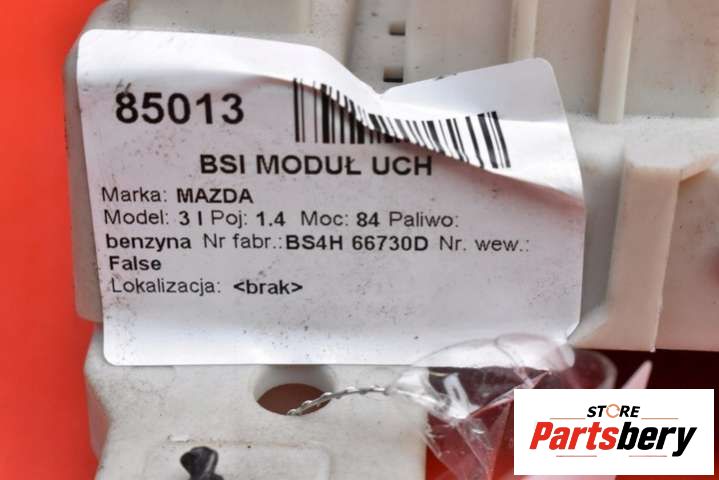 85013
BSI MODUŁ UCH
Marka: MAZDA
Model: 3 I Poj: 1.4 Moc: 84 Paliwo:
benzyna Nr fabr.: BS4H 66730D Nr. wew.:
False
Lokalizacja: <brak>
STORE
Partsbery